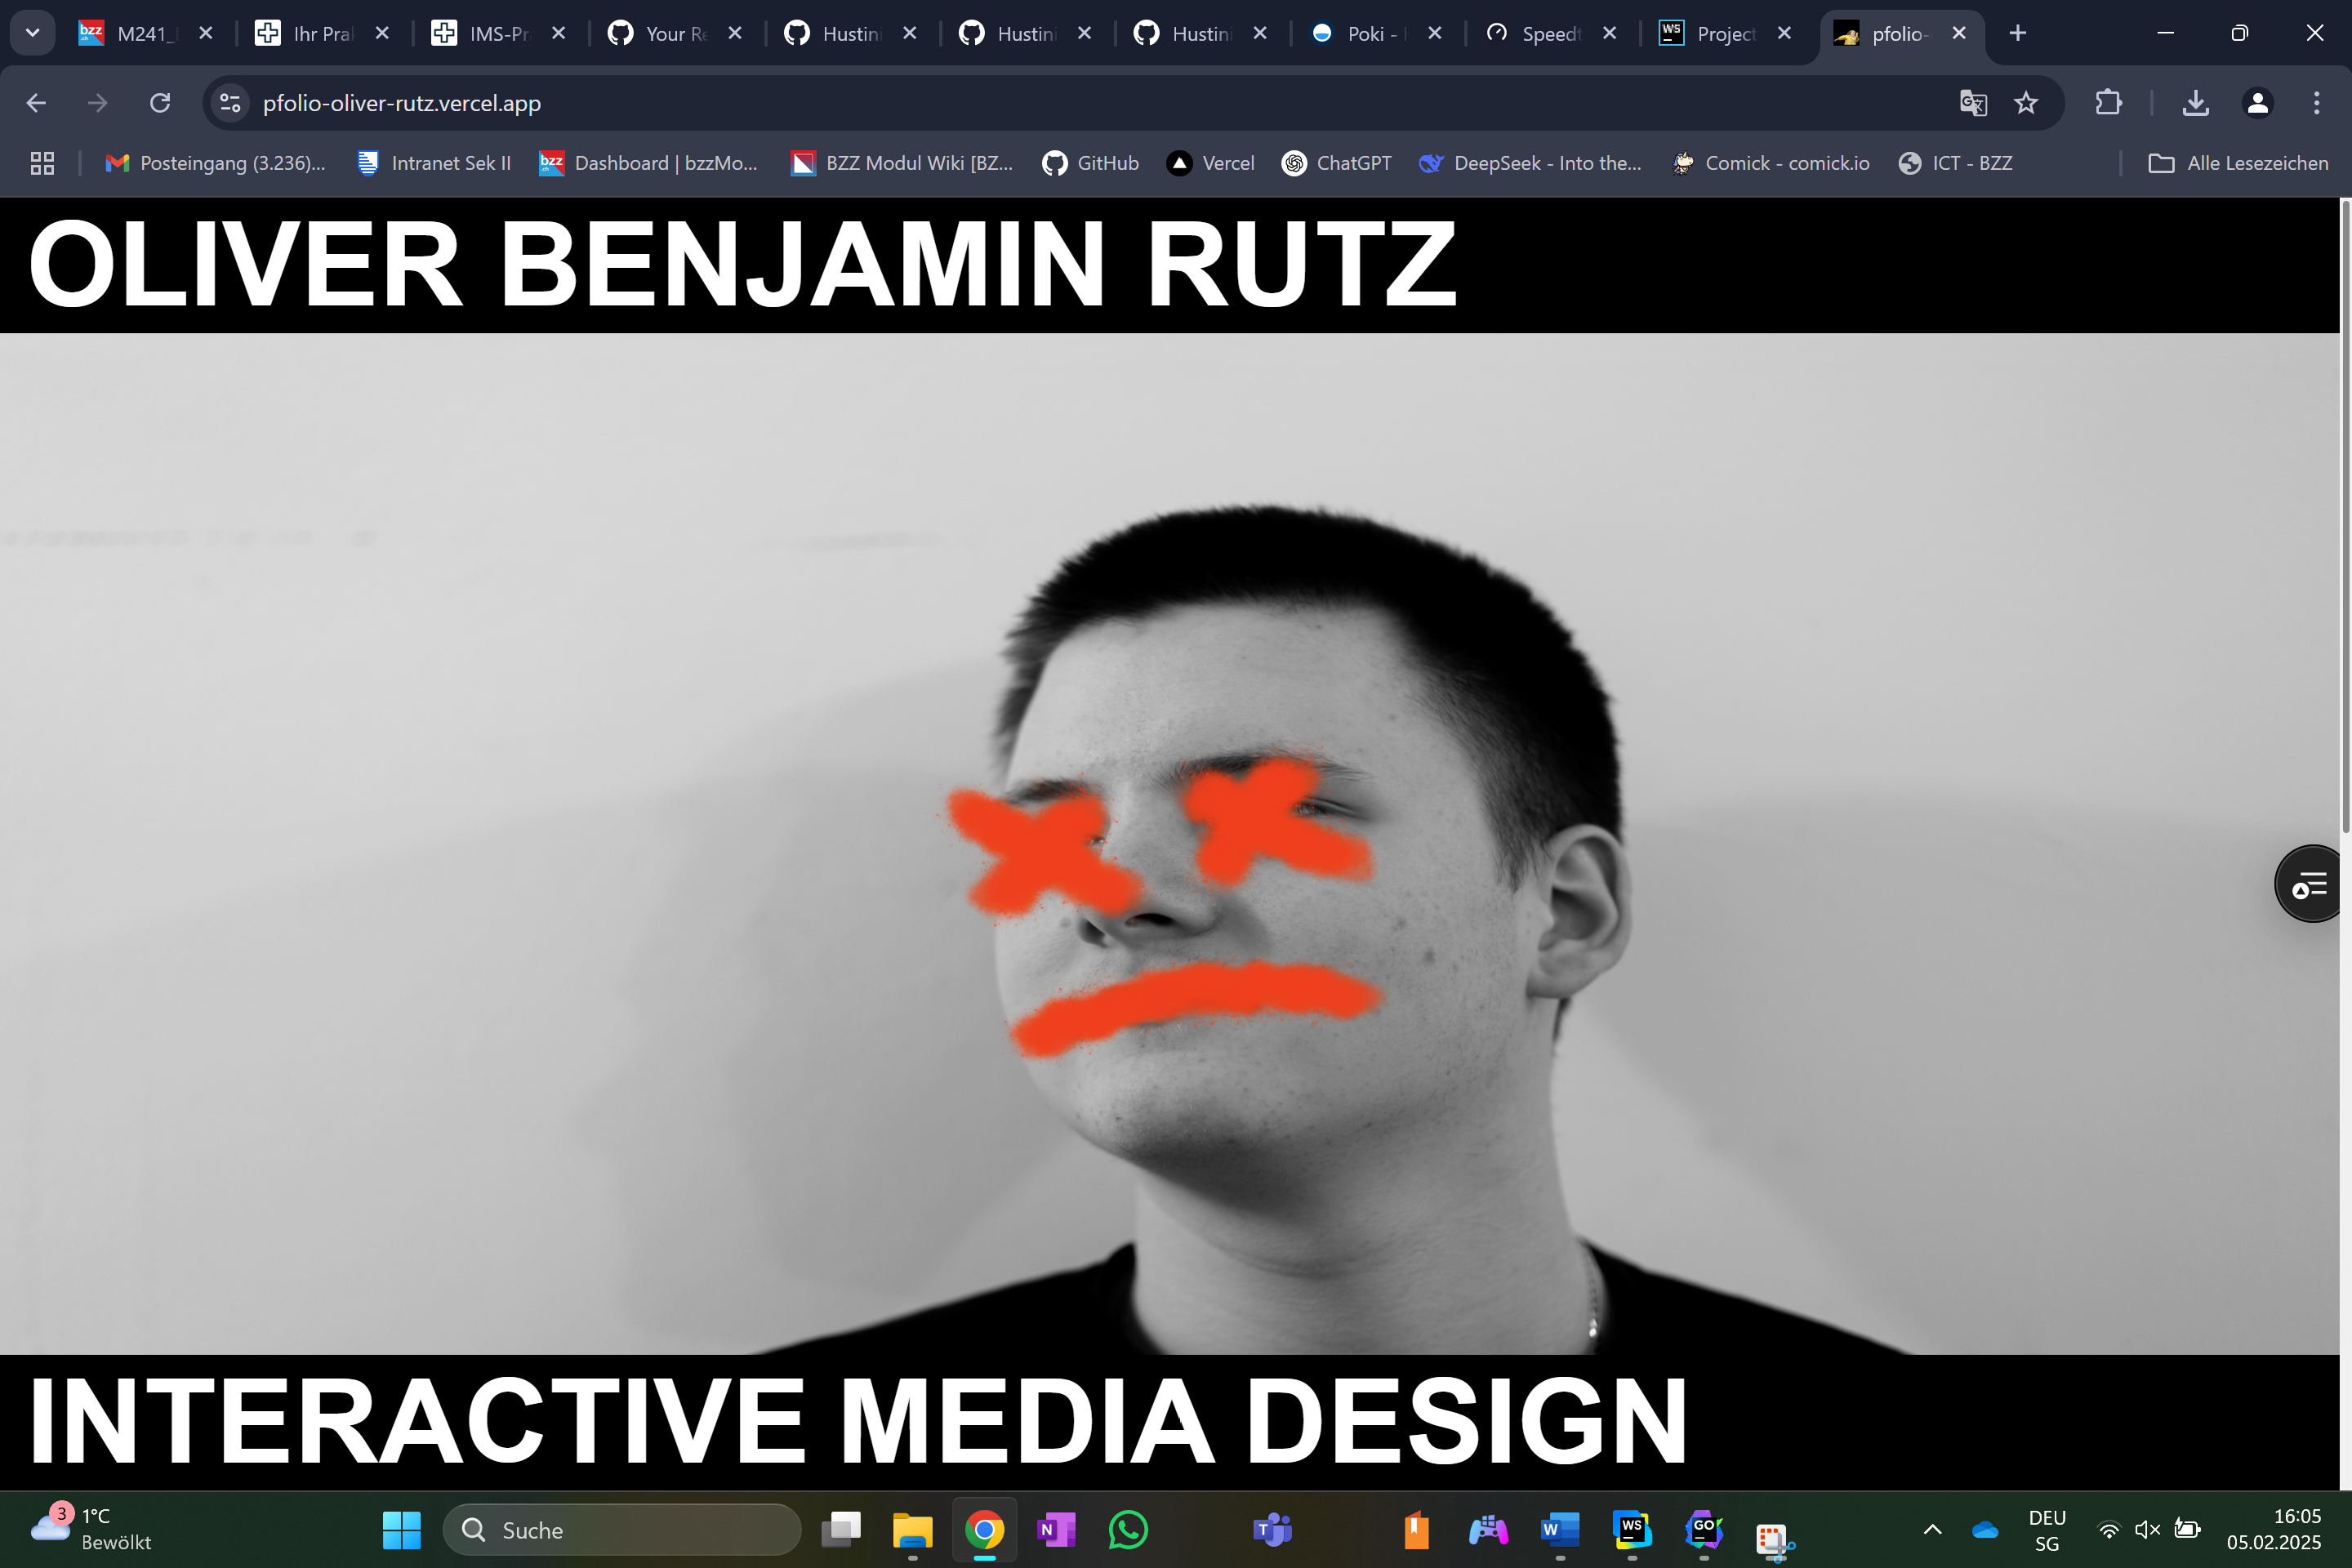 M241_
Ihr Pra
IMS-Pr
Your Re
Hustin
Hustin
Hustin
Poki -
Speedt
Project
pfolio-
pfolio-oliver-rutz.vercel.app
Posteingang (3.236)...
Intranet Sek II
Dashboard | bzzMo...
BZZ Modul Wiki [BZ...
GitHub
Vercel
ChatGPT
DeepSeek - Into the...
Comick - comick.io
ICT - BZZ
Alle Lesezeichen
OLIVER BENJAMIN RUTZ
INTERACTIVE MEDIA DESIGN
3
1°C
Bewölkt
Suche
DEU
SG
16:05
05.02.2025